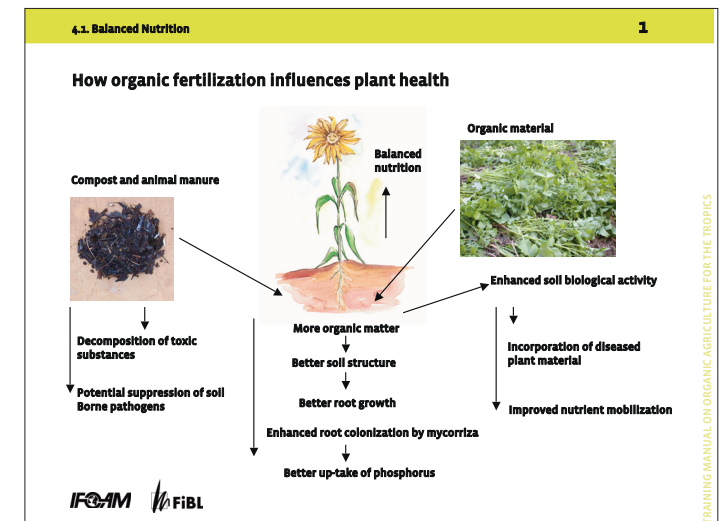 4.1. Balanced Nutrition
1
How organic fertilization influences plant health
Organic material
Balanced
nutrition
Compost and animal manure
Enhanced soil biological activity
More organic matter
Decomposition of toxic
substances
Incorporation of diseased
plant material
Better soil structure
Potential suppression of soil
Borne pathogens
Better root growth
Improved nutrient mobilization
Enhanced root colonization by mycorriza
Better up-take of phosphorus
IFOAM
FiBL
TRAINING MANUAL ON ORGANIC AGRICULTURE FOR THE TROPICS